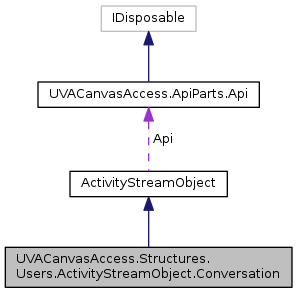 IDisposable
UVACanvasAccess.ApiParts.Api
Api
ActivityStreamObject
UVACanvasAccess.Structures.
Users.ActivityStreamObject.Conversation